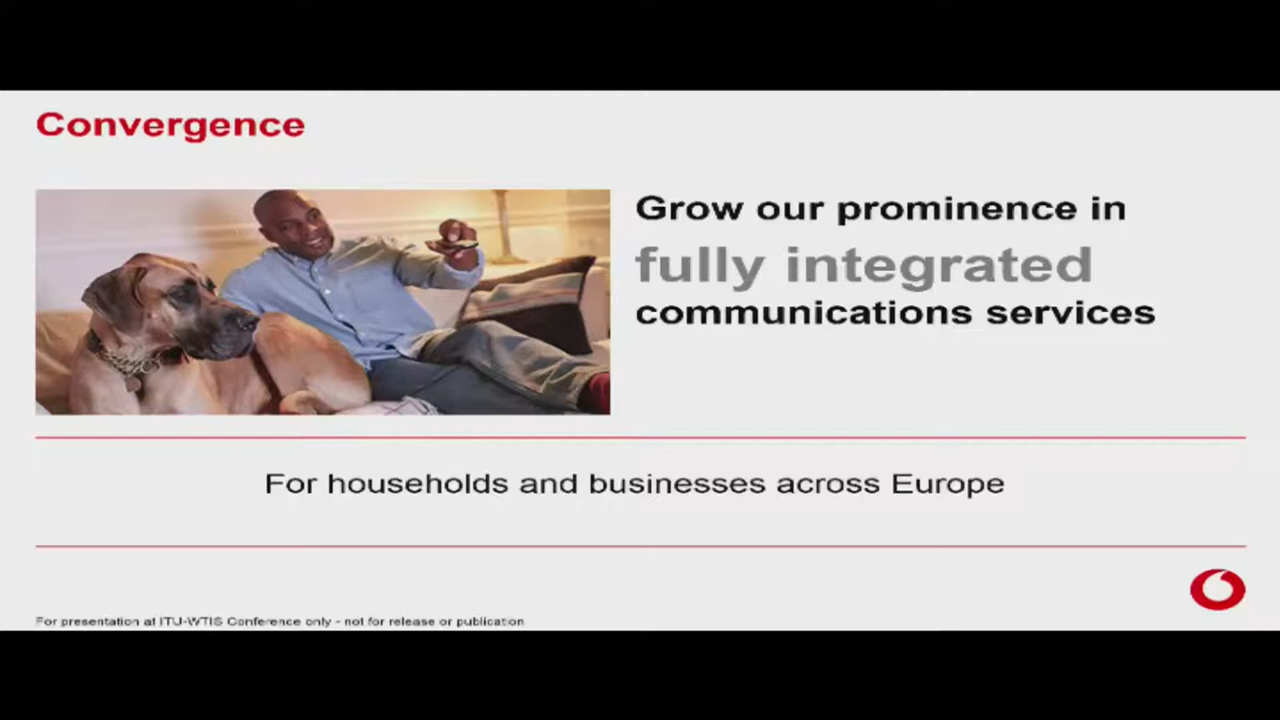 Convergence
Grow our prominence in
fully integrated
communications services
For households and businesses across Europe
For presentation at ITU-WTIS Conference only - not for release or publication